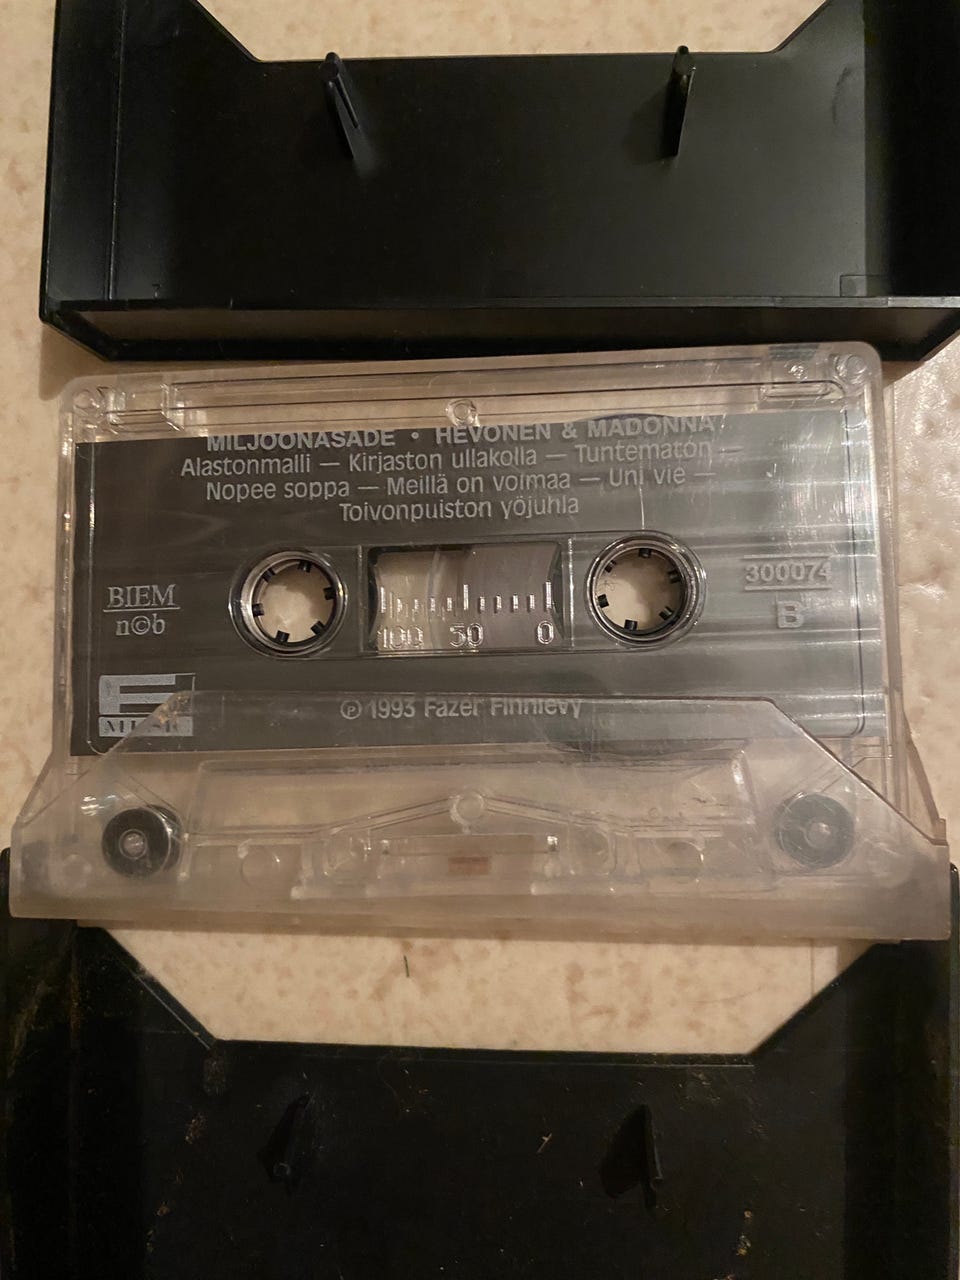 MILJOONASADE • HEVONEN & MADONNA
Alastonmalli — Kirjaston ullakolla — Tuntematon —
Nopee soppa — Meillä on voimaa — Uni vie —
Toivonpuiston yöjuhla
BIEM
n©b
100 50 0
300074
B
MUSIC
℗ 1993 Fazer Finnlevy